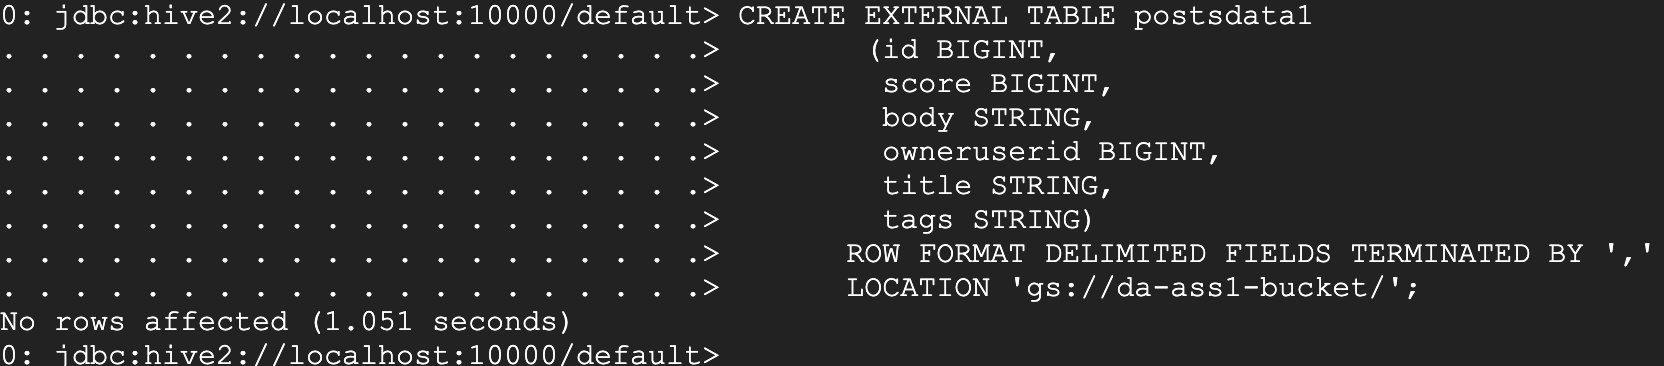 0: jdbc:hive2://localhost:10000/default> CREATE EXTERNAL TABLE postsdata1
. . . . . . . . . . . . . . . . . . . .>         (id BIGINT,
. . . . . . . . . . . . . . . . . . . .>          score BIGINT,
. . . . . . . . . . . . . . . . . . . .>          body STRING,
. . . . . . . . . . . . . . . . . . . .>          owneruserid BIGINT,
. . . . . . . . . . . . . . . . . . . .>          title STRING,
. . . . . . . . . . . . . . . . . . . .>          tags STRING)
. . . . . . . . . . . . . . . . . . . .>        ROW FORMAT DELIMITED FIELDS TERMINATED BY ','
. . . . . . . . . . . . . . . . . . . .>        LOCATION 'gs://da-ass1-bucket/';
No rows affected (1.051 seconds)
0: jdbc:hive2://localhost:10000/default>